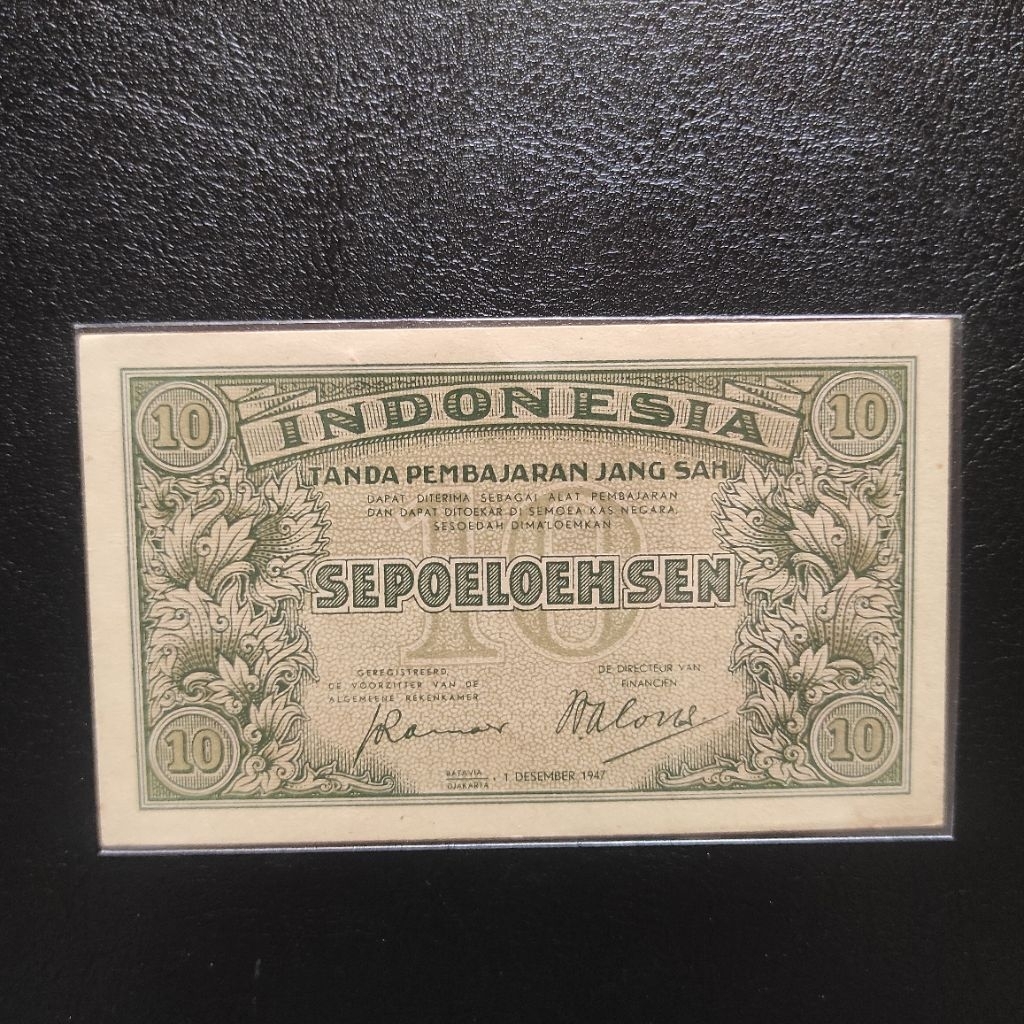 10
10
INDONESIA
TANDA PEMBAJARAN JANG SAH
DAPAT DITERIMA SEBAGAI ALAT PEMBAJARAN
DAN DAPAT DITOEKAR DI SEMOEA KAS NEGARA,
SESOEDAH DIMA'LOEMKAN
10
SEPOELOEH SEN
GEREGISTREERD,
DE VOORZITTER VAN DE
ALGEMEENE REKENKAMER
DE DIRECTEUR VAN
FINANCIËN
10
10
BATAVIA
DJAKARTA
, 1 DESEMBER 1947